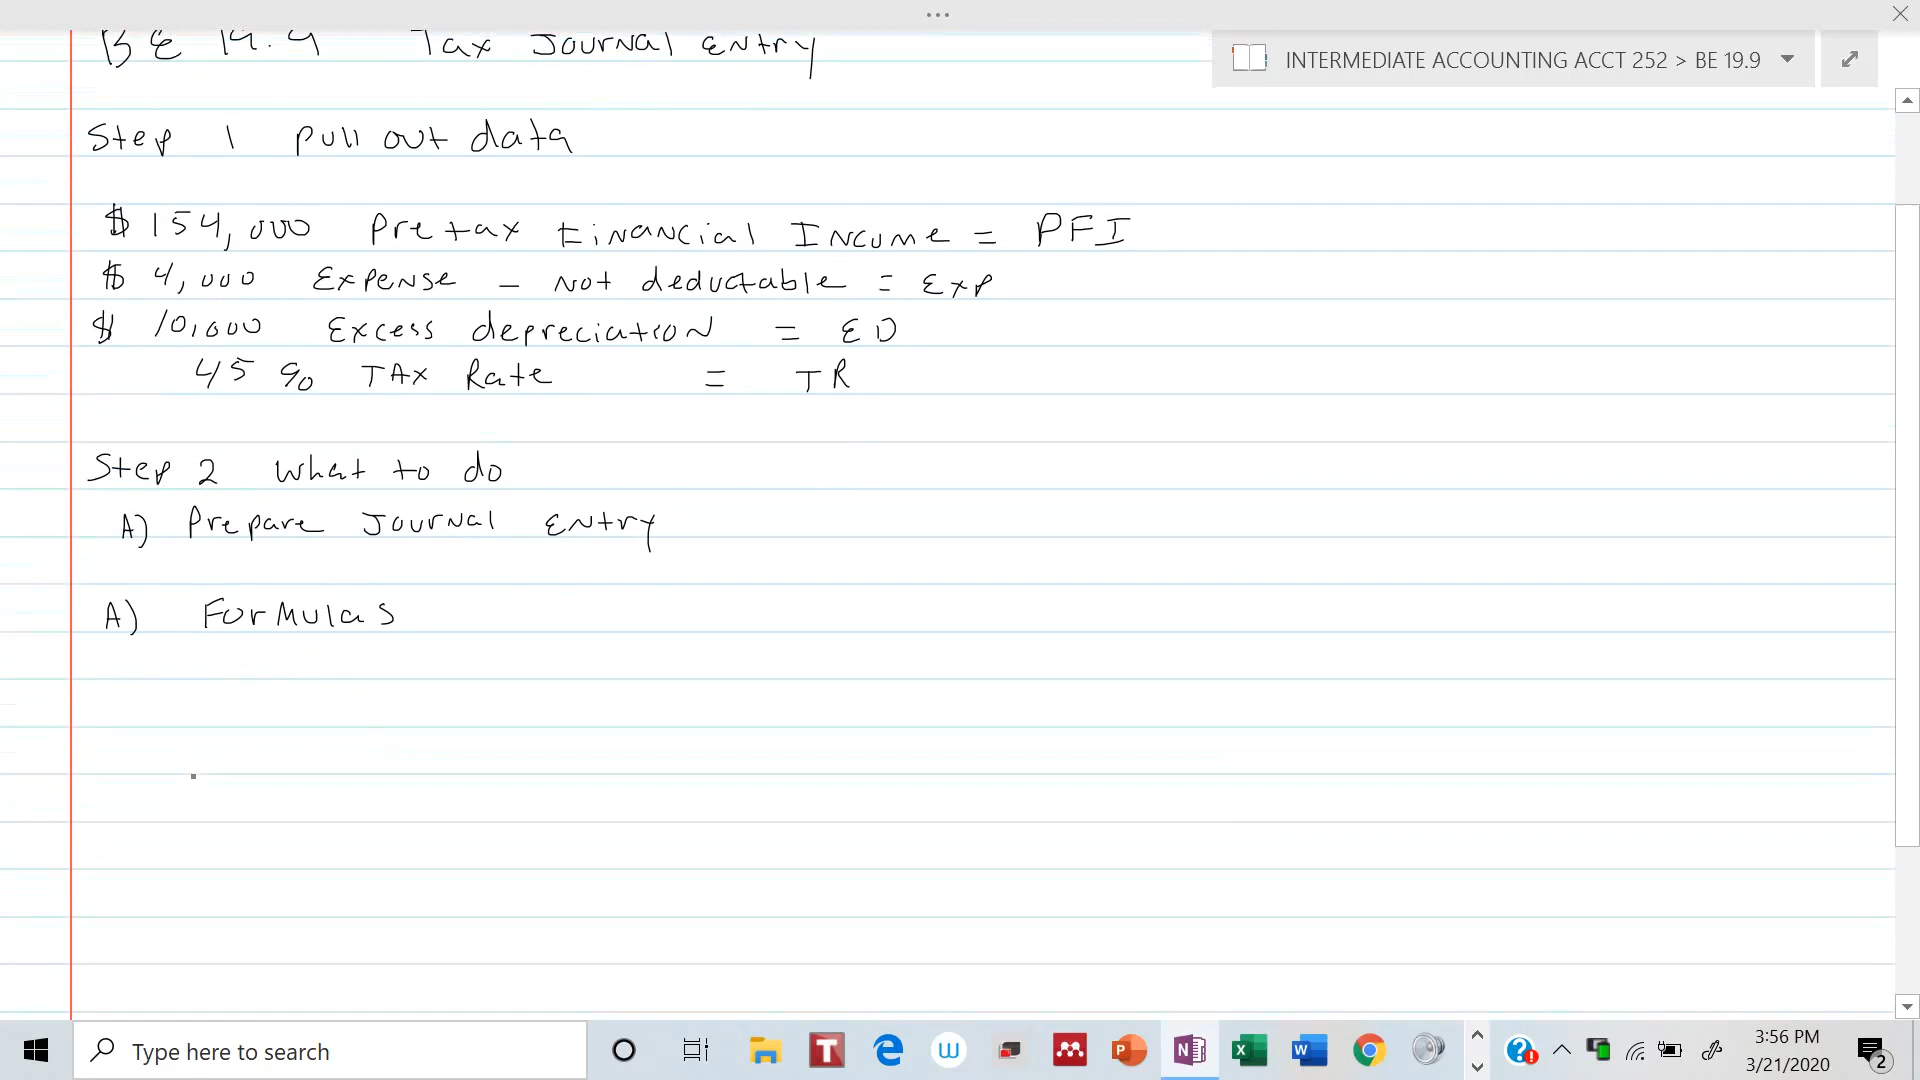 BE 19.9 Tax Journal entry
INTERMEDIATE ACCOUNTING ACCT 252 > BE 19.9
Step 1 Pull out data
$ 154,000 Pretax Financial Income = PFI
$ 4,000 Expense - not deductable = Exp
$ 10,000 Excess depreciation = ED
45 % TAx Rate = TR
Step 2 What to do
A) Prepare Journal entry
A) Formulas
Type here to search
3:56 PM
3/21/2020
2